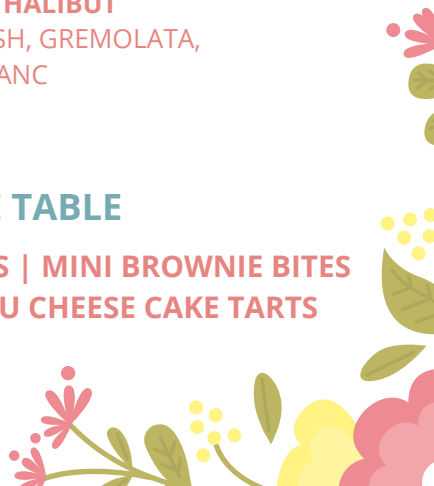 HALIBUT
SH, GREMOLATA,
ANC
TABLE
S | MINI BROWNIE BITES
U CHEESE CAKE TARTS